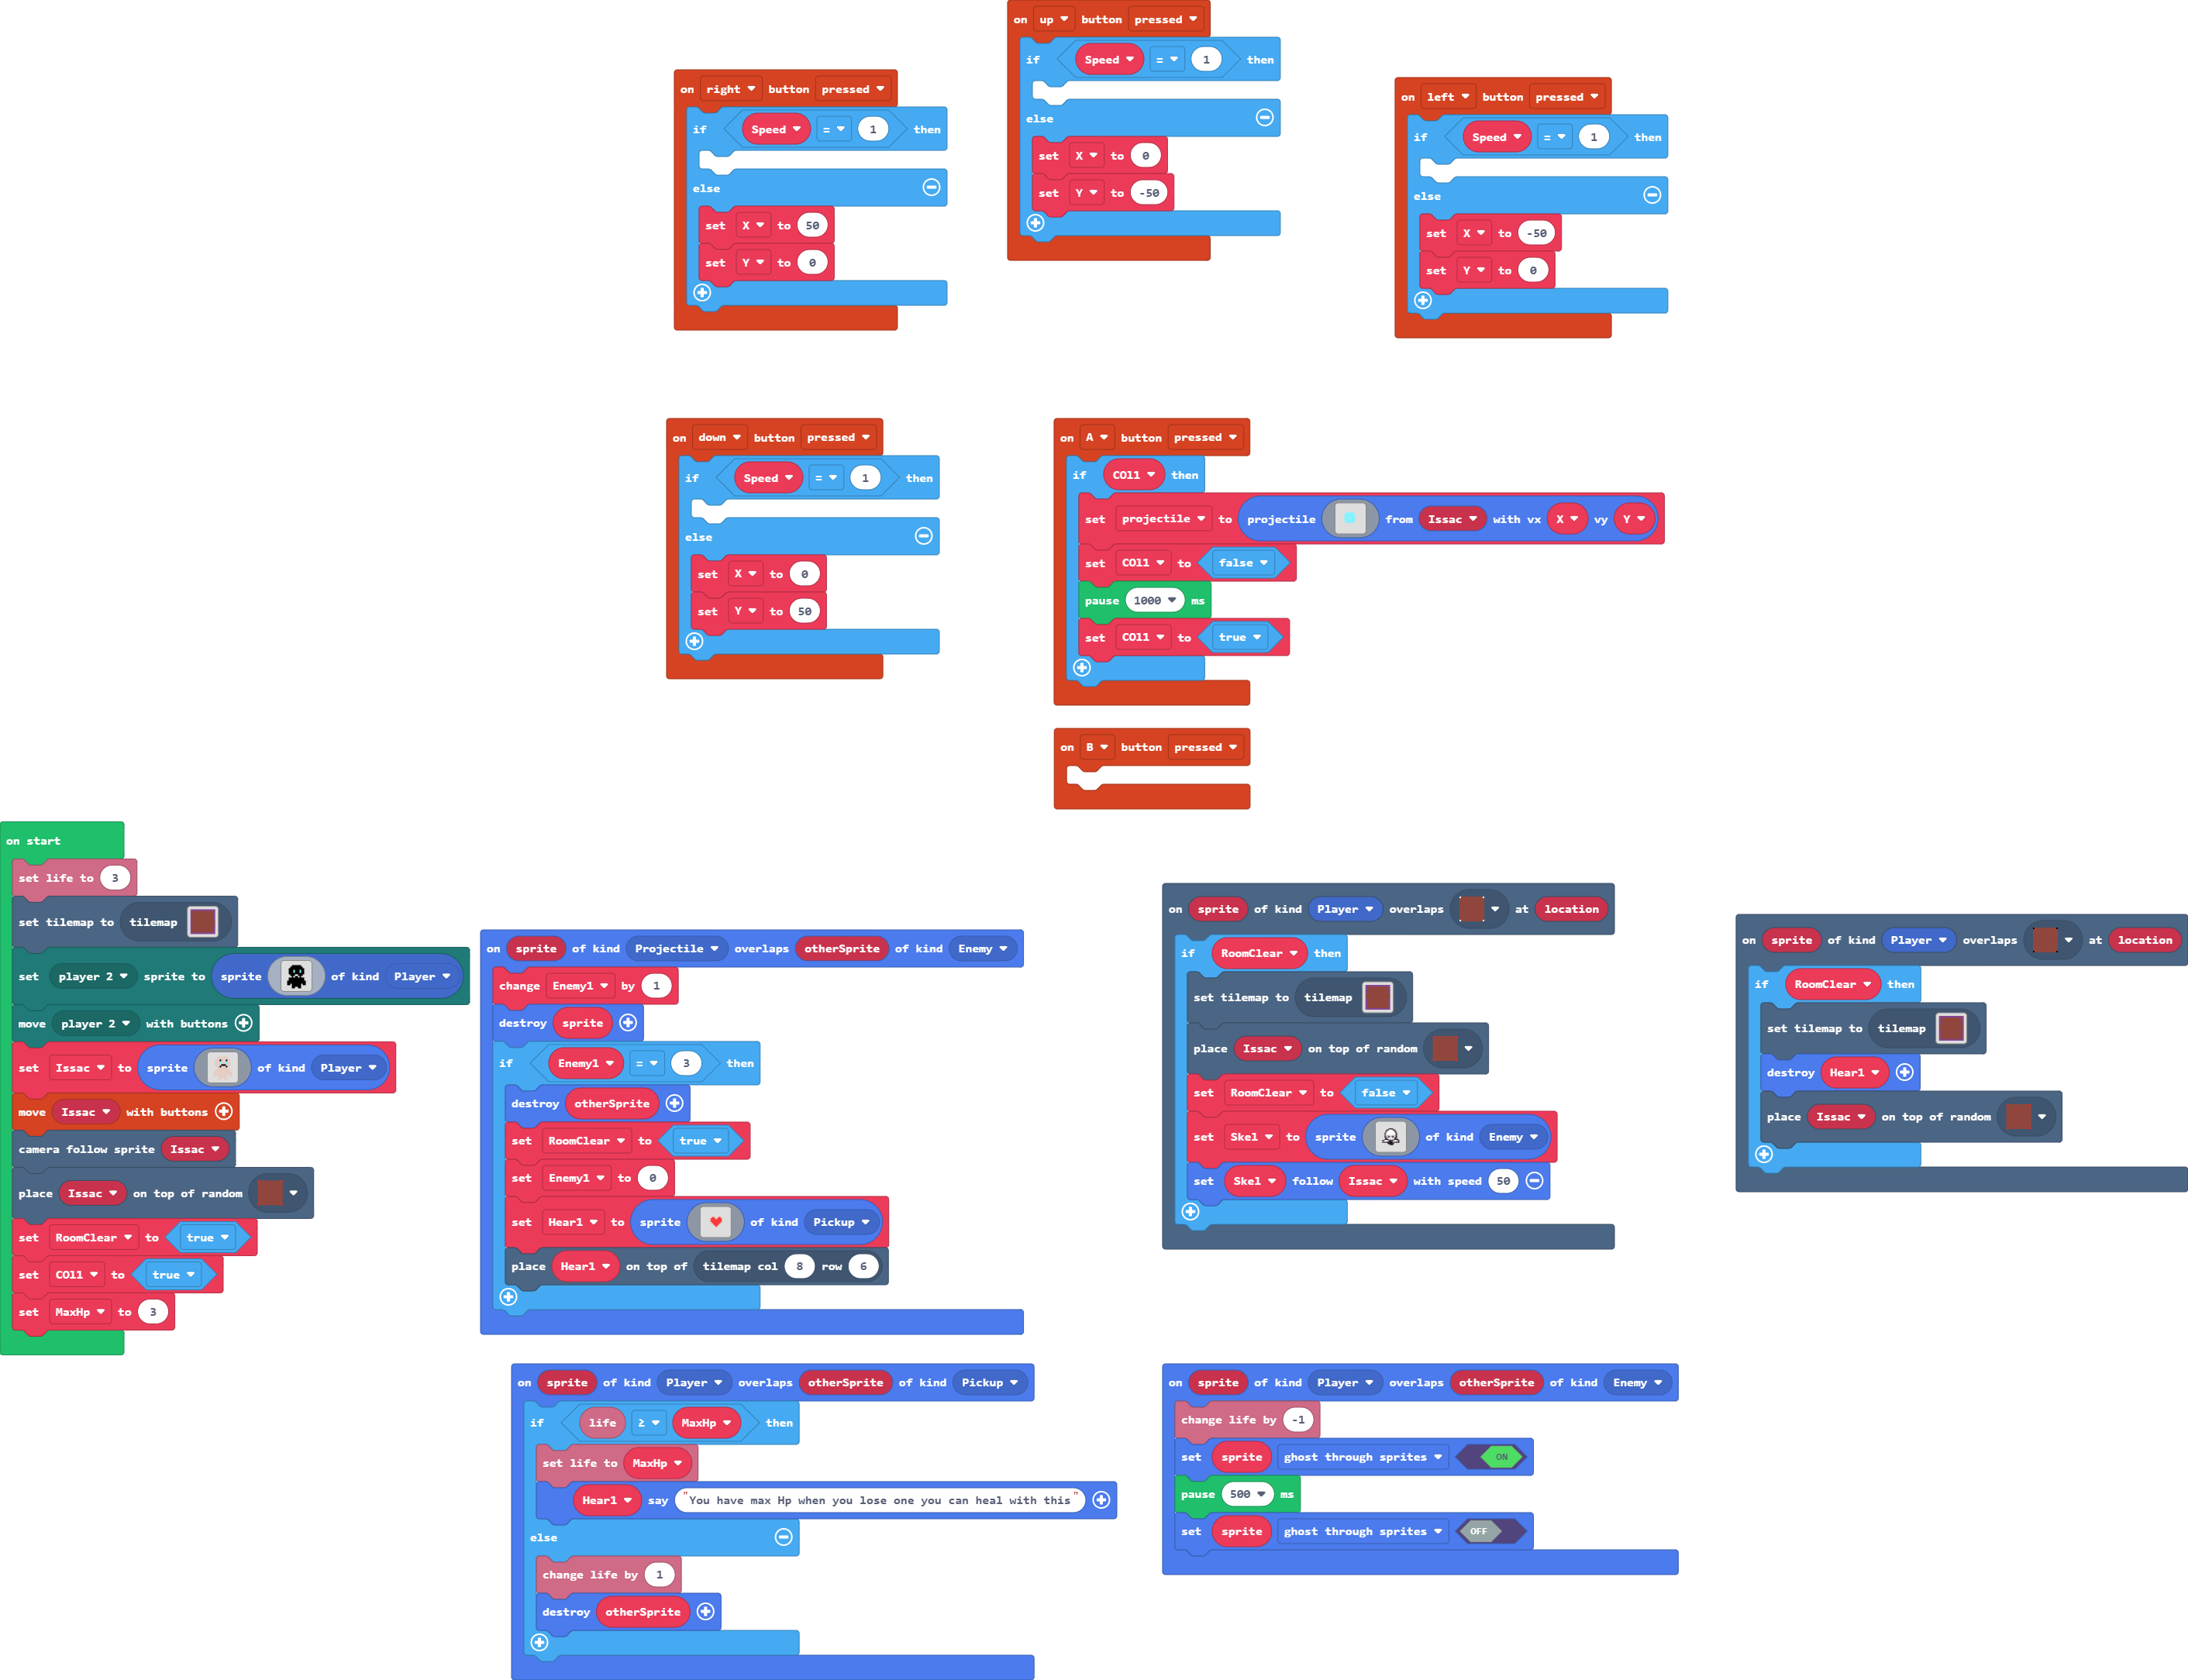 on up button pressed
if Speed = 1 then
else
set X to 0
set Y to -50
on right button pressed
if Speed = 1 then
else
set X to 50
set Y to 0
on left button pressed
if Speed = 1 then
else
set X to -50
set Y to 0
on down button pressed
if Speed = 1 then
else
set X to 0
set Y to 50
on A button pressed
if COl1 then
set projectile to projectile from Issac with vx X vy Y
set COl1 to false
pause 1000 ms
set COl1 to true
on B button pressed
on start
set life to 3
set tilemap to tilemap
set player 2 sprite to sprite of kind Player
move player 2 with buttons
set Issac to sprite of kind Player
move Issac with buttons
camera follow sprite Issac
place Issac on top of random
set RoomClear to true
set COl1 to true
set MaxHp to 3
on sprite of kind Projectile overlaps otherSprite of kind Enemy
change Enemy1 by 1
destroy sprite
if Enemy1 = 3 then
destroy otherSprite
set RoomClear to true
set Enemy1 to 0
set Hear1 to sprite of kind Pickup
place Hear1 on top of tilemap col 8 row 6
on sprite of kind Player overlaps at location
if RoomClear then
set tilemap to tilemap
place Issac on top of random
set RoomClear to false
set Skel to sprite of kind Enemy
set Skel follow Issac with speed 50
on sprite of kind Player overlaps at location
if RoomClear then
set tilemap to tilemap
destroy Hear1
place Issac on top of random
on sprite of kind Player overlaps otherSprite of kind Pickup
if life ≥ MaxHp then
set life to MaxHp
Hear1 say "You have max Hp when you lose one you can heal with this"
else
change life by 1
destroy otherSprite
on sprite of kind Player overlaps otherSprite of kind Enemy
change life by -1
set sprite ghost through sprites ON
pause 500 ms
set sprite ghost through sprites OFF